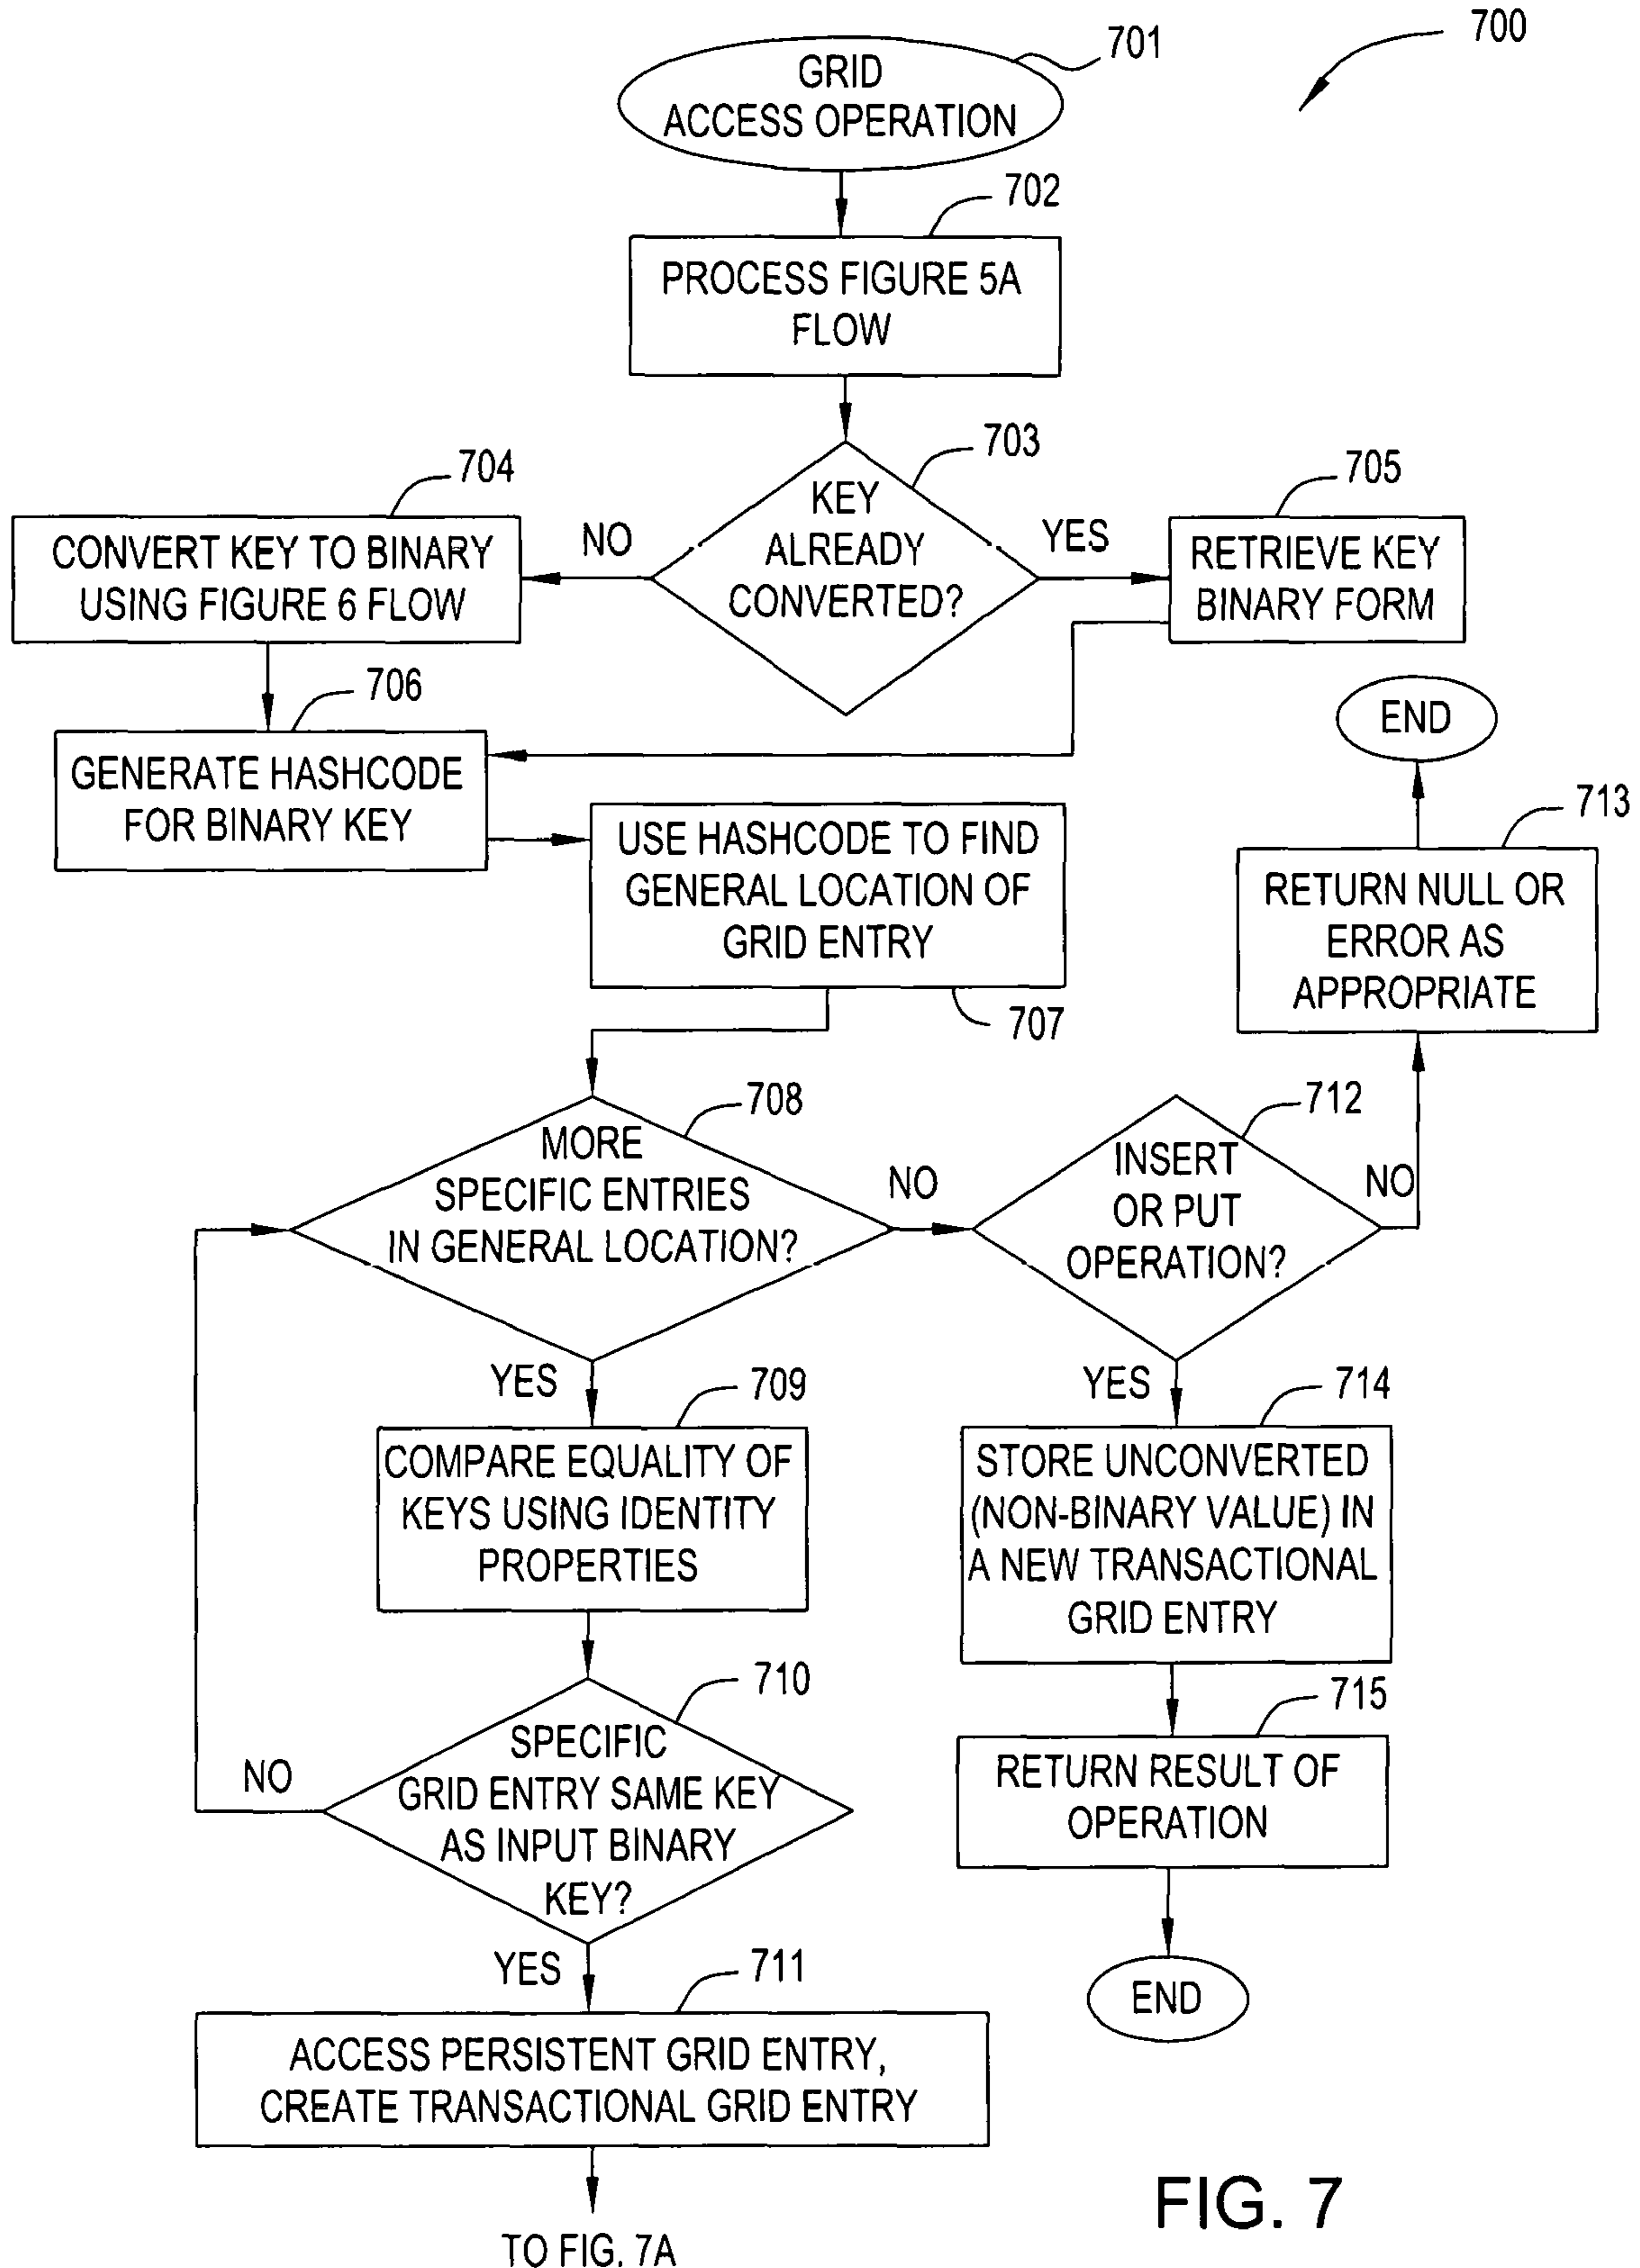 700
701
GRID
ACCESS OPERATION
702
PROCESS FIGURE 5A
FLOW
703
KEY
ALREADY
CONVERTED?
NO
YES
704
CONVERT KEY TO BINARY
USING FIGURE 6 FLOW
705
RETRIEVE KEY
BINARY FORM
706
GENERATE HASHCODE
FOR BINARY KEY
USE HASHCODE TO FIND
GENERAL LOCATION OF
GRID ENTRY
707
END
713
RETURN NULL OR
ERROR AS
APPROPRIATE
708
MORE
SPECIFIC ENTRIES
IN GENERAL LOCATION?
NO
712
INSERT
OR PUT
OPERATION?
NO
YES
709
COMPARE EQUALITY OF
KEYS USING IDENTITY
PROPERTIES
YES
714
STORE UNCONVERTED
(NON-BINARY VALUE) IN
A NEW TRANSACTIONAL
GRID ENTRY
710
SPECIFIC
GRID ENTRY SAME KEY
AS INPUT BINARY
KEY?
NO
715
RETURN RESULT OF
OPERATION
YES
711
ACCESS PERSISTENT GRID ENTRY,
CREATE TRANSACTIONAL GRID ENTRY
END
TO FIG. 7A
FIG. 7